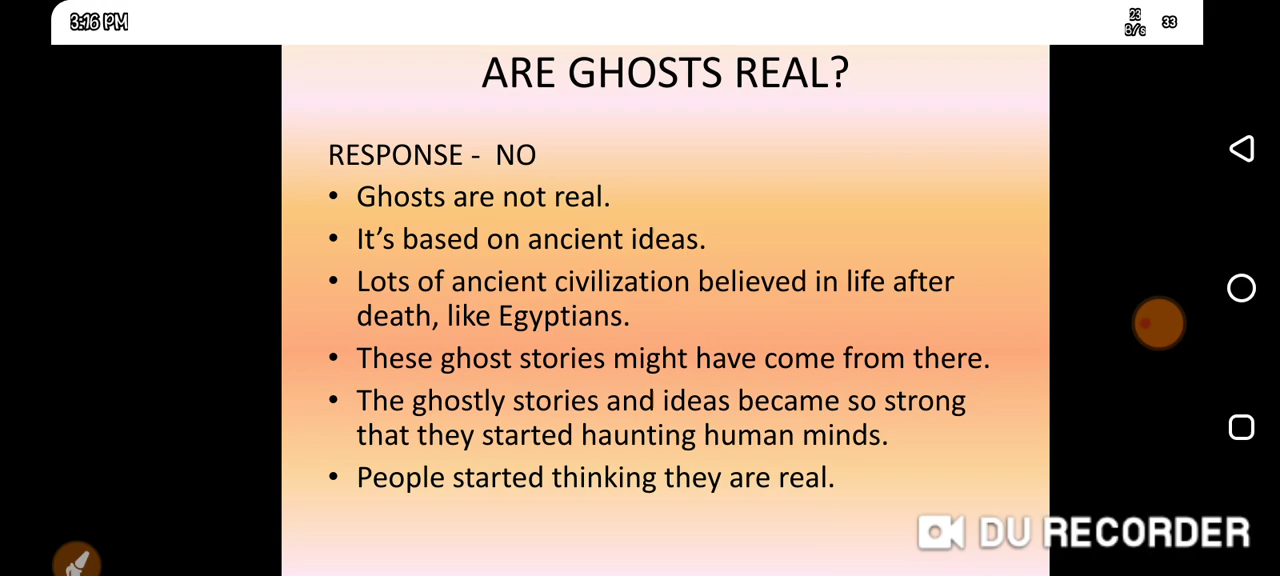 3:16 PM
23
B/s
33
ARE GHOSTS REAL?
RESPONSE - NO
• Ghosts are not real.
• It’s based on ancient ideas.
• Lots of ancient civilization believed in life after
death, like Egyptians.
• These ghost stories might have come from there.
• The ghostly stories and ideas became so strong
that they started haunting human minds.
• People started thinking they are real.
DU RECORDER